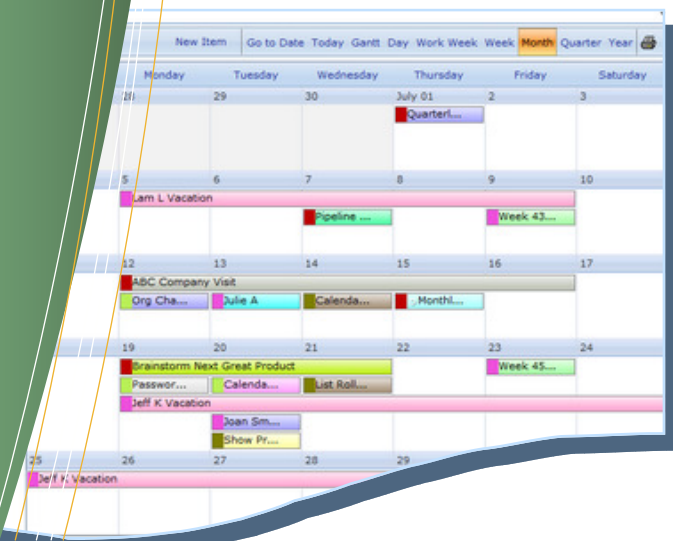 New Item Go to Date Today Gantt Day Work Week Week Month Quarter Year
Monday Tuesday Wednesday Thursday Friday Saturday
28 29 30 July 01 2 3
Quarterl...
5 6 7 8 9 10
Lam L Vacation
Pipeline ... Week 43...
12 13 14 15 16 17
ABC Company Visit
Org Cha... Julie A Calenda... Monthl...
19 20 21 22 23 24
Brainstorm Next Great Product Week 45...
Passwor... Calenda... List Roll...
Jeff K Vacation
Joan Sm...
Show Pr...
25 26 27 28 29
Jeff K Vacation